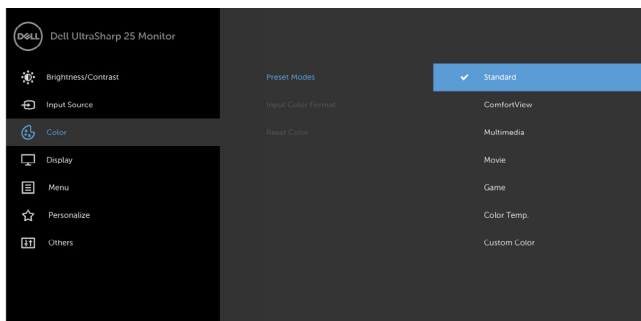 DELL
Dell UltraSharp 25 Monitor
Brightness/Contrast
Input Source
Color
Display
Menu
Personalize
Others
Preset Modes
Input Color Format
Reset Color
Standard
ComfortView
Multimedia
Movie
Game
Color Temp.
Custom Color